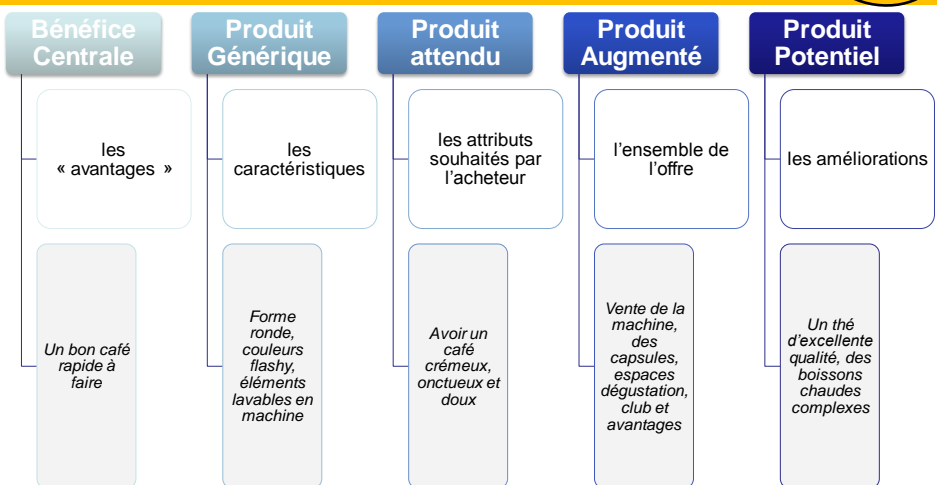 Bénéfice
Centrale
les
« avantages »
Un bon café
rapide à
faire
Produit
Générique
les
caractéristiques
Forme
ronde,
couleurs
flashy,
éléments
lavables en
machine
Produit
attendu
les attributs
souhaités par
l’acheteur
Avoir un
café
crémeux,
onctueux et
doux
Produit
Augmenté
l’ensemble de
l’offre
Vente de la
machine,
des
capsules,
espaces
dégustation,
club et
avantages
Produit
Potentiel
les améliorations
Un thé
d’excellente
qualité, des
boissons
chaudes
complexes